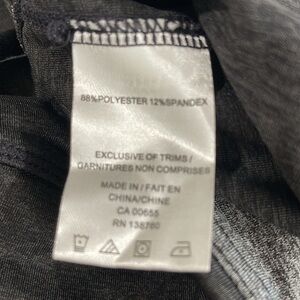 88%POLYESTER 12%SPANDEX
EXCLUSIVE OF TRIMS /
GARNITURES NON COMPRISES
MADE IN / FAIT EN
CHINA/CHINE
CA 00655
RN 138760